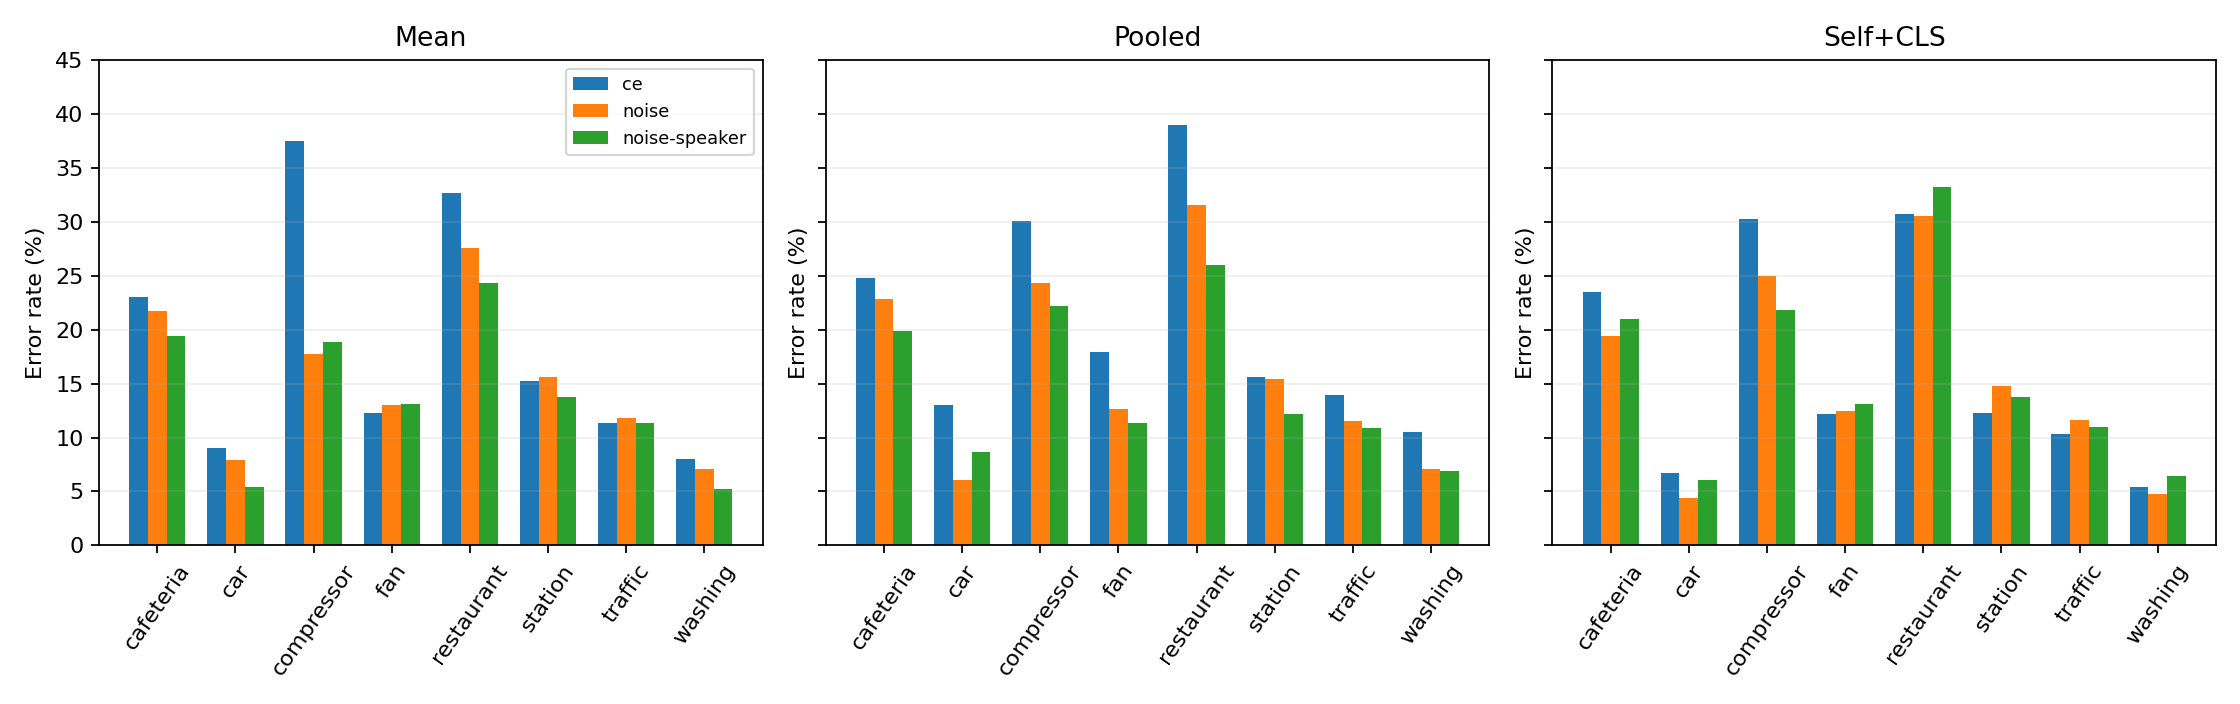 Mean
Pooled
Self+CLS
ce
noise
noise-speaker
Error rate (%)
Error rate (%)
Error rate (%)
45
40
35
30
25
20
15
10
5
0
cafeteria
car
compressor
fan
restaurant
station
traffic
washing
cafeteria
car
compressor
fan
restaurant
station
traffic
washing
cafeteria
car
compressor
fan
restaurant
station
traffic
washing